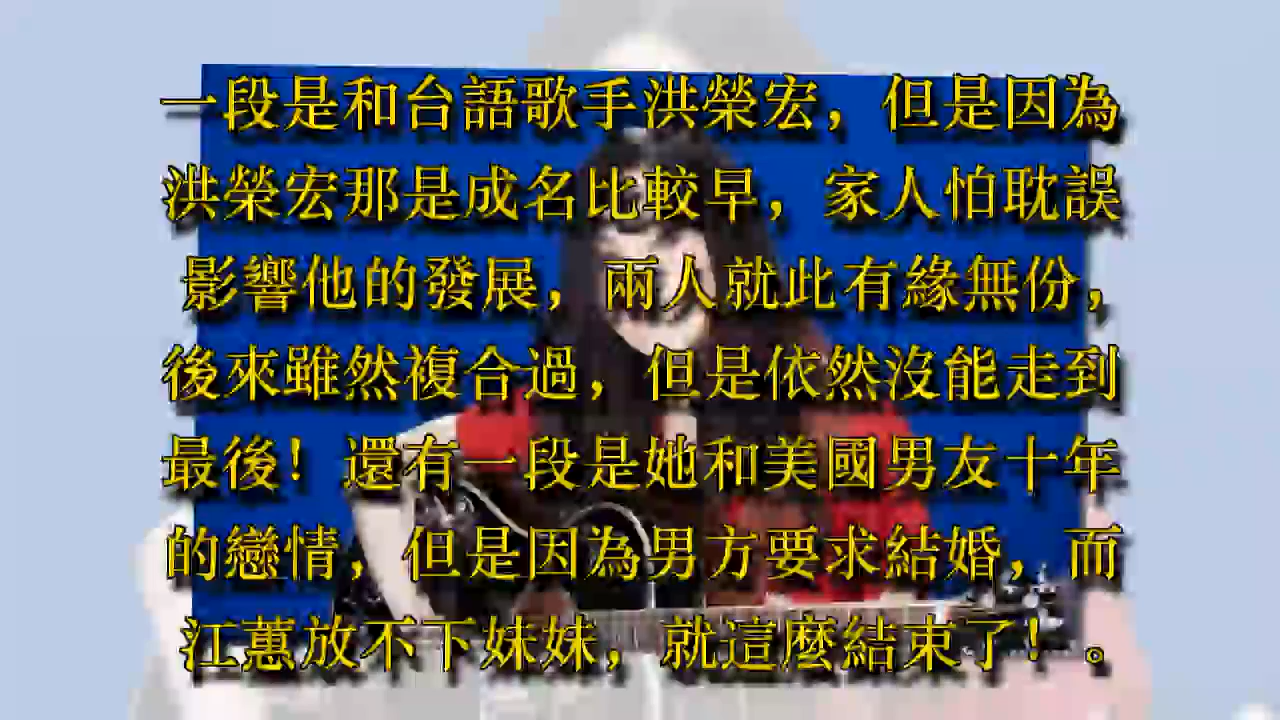 一段是和台語歌手洪榮宏，但是因為
洪榮宏那是成名比較早，家人怕耽誤
影響他的發展，兩人就此有緣無份，
後來雖然複合過，但是依然沒能走到
最後！還有一段是她和美國男友十年
的戀情，但是因為男方要求結婚，而
江蕙放不下妹妹，就這麼結束了！。